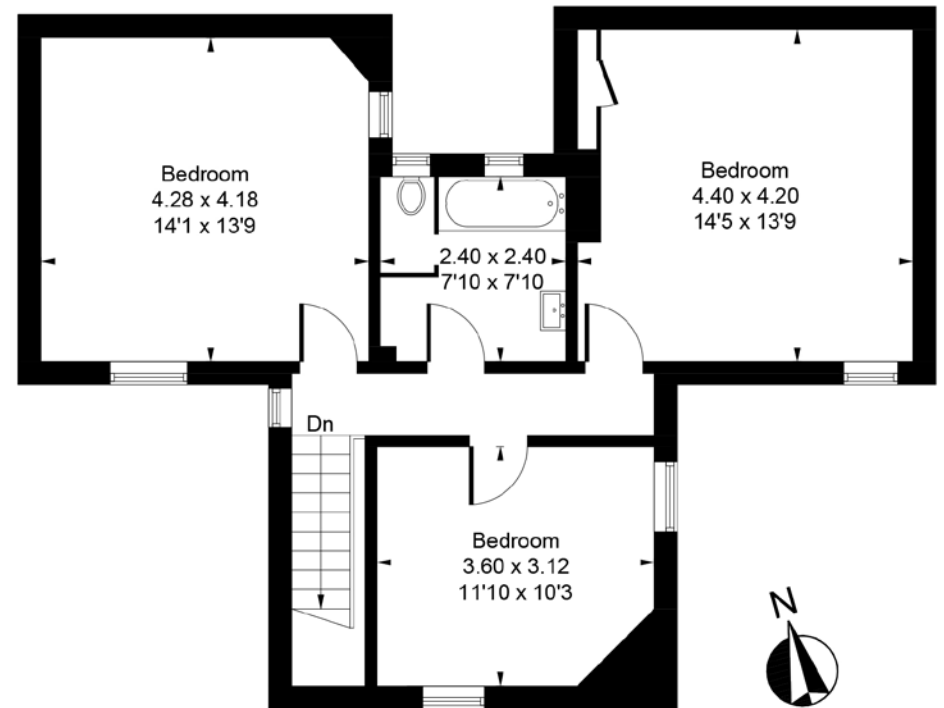 Bedroom
4.28 x 4.18
14'1 x 13'9
Bedroom
4.40 x 4.20
14'5 x 13'9
2.40 x 2.40
7'10 x 7'10
Dn
Bedroom
3.60 x 3.12
11'10 x 10'3
N